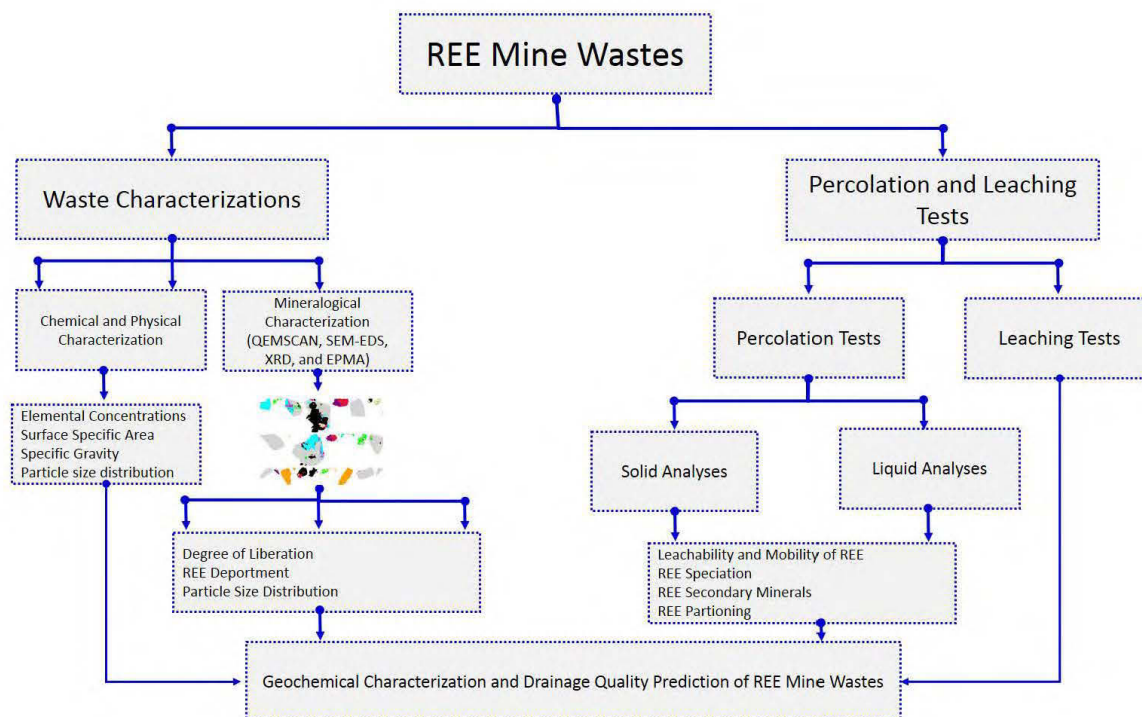 REE Mine Wastes
Waste Characterizations
Percolation and Leaching
Tests
Chemical and Physical
Characterization
Mineralogical
Characterization
(QEMSCAN, SEM-EDS,
XRD, and EPMA)
Percolation Tests
Leaching Tests
Elemental Concentrations
Surface Specific Area
Specific Gravity
Particle size distribution
Solid Analyses
Liquid Analyses
Degree of Liberation
REE Deportment
Particle Size Distribution
Leachability and Mobility of REE
REE Speciation
REE Secondary Minerals
REE Partioning
Geochemical Characterization and Drainage Quality Prediction of REE Mine Wastes